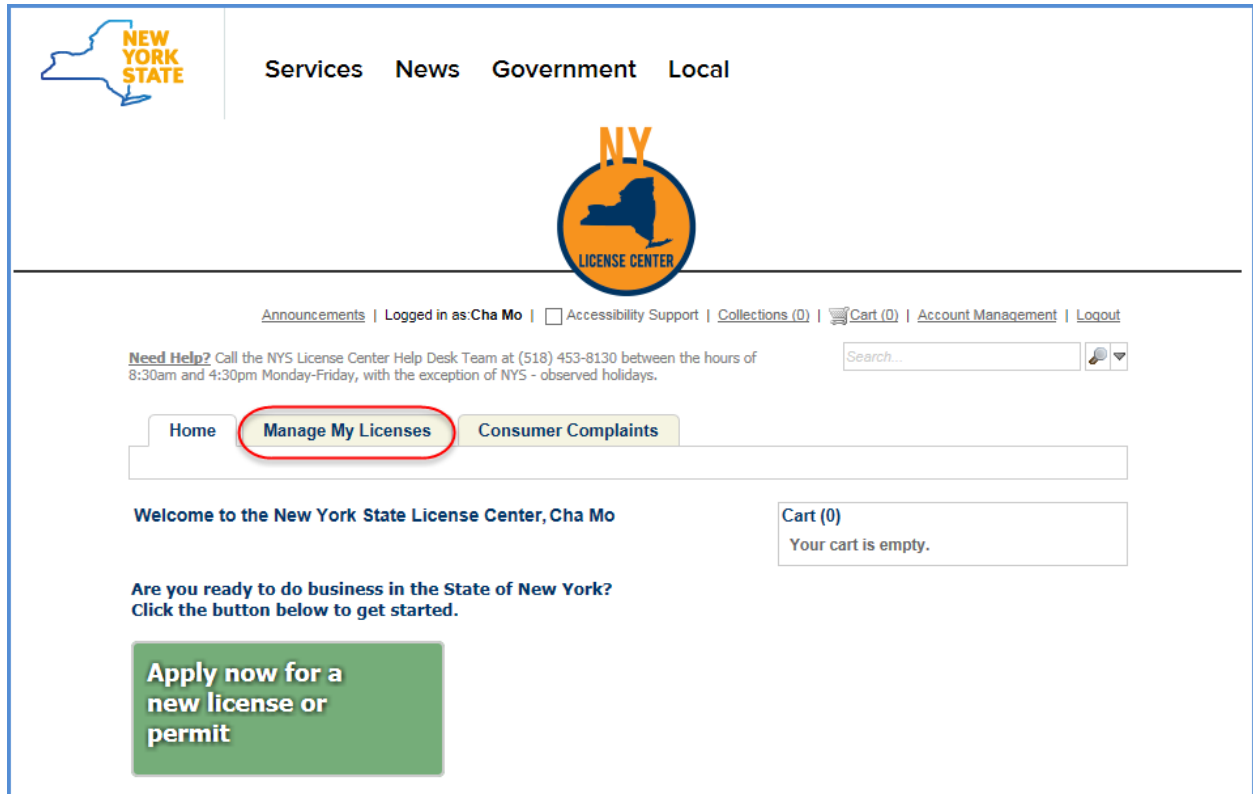 NEW
YORK
STATE
Services News Government Local
NY
LICENSE CENTER
Announcements | Logged in as:Cha Mo | Accessibility Support | Collections (0) | Cart (0) | Account Management | Logout
Need Help? Call the NYS License Center Help Desk Team at (518) 453-8130 between the hours of
8:30am and 4:30pm Monday-Friday, with the exception of NYS - observed holidays.
Search...
Home Manage My Licenses Consumer Complaints
Welcome to the New York State License Center, Cha Mo
Cart (0)
Your cart is empty.
Are you ready to do business in the State of New York?
Click the button below to get started.
Apply now for a
new license or
permit